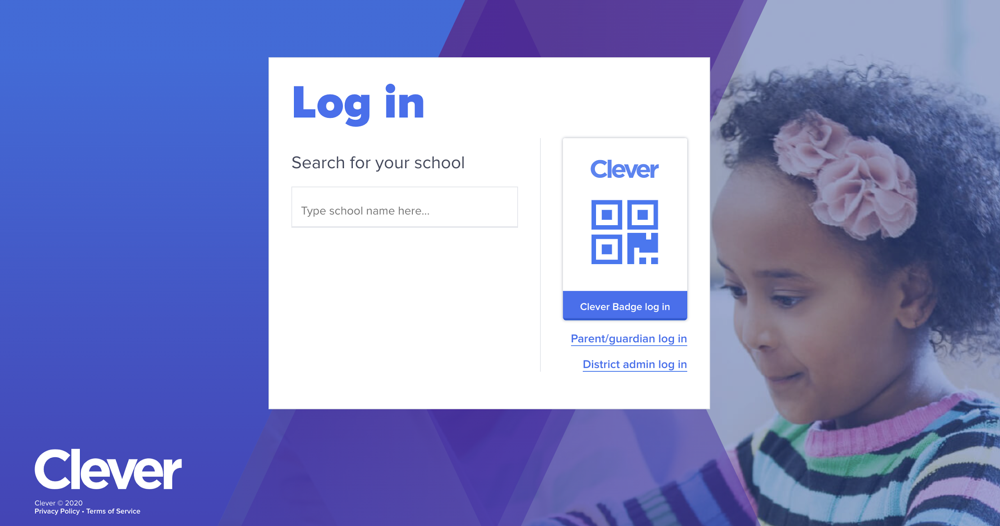 Log in
Search for your school
Type school name here...
Clever
Clever Badge log in
Parent/guardian log in
District admin log in
Clever
Clever © 2020
Privacy Policy • Terms of Service